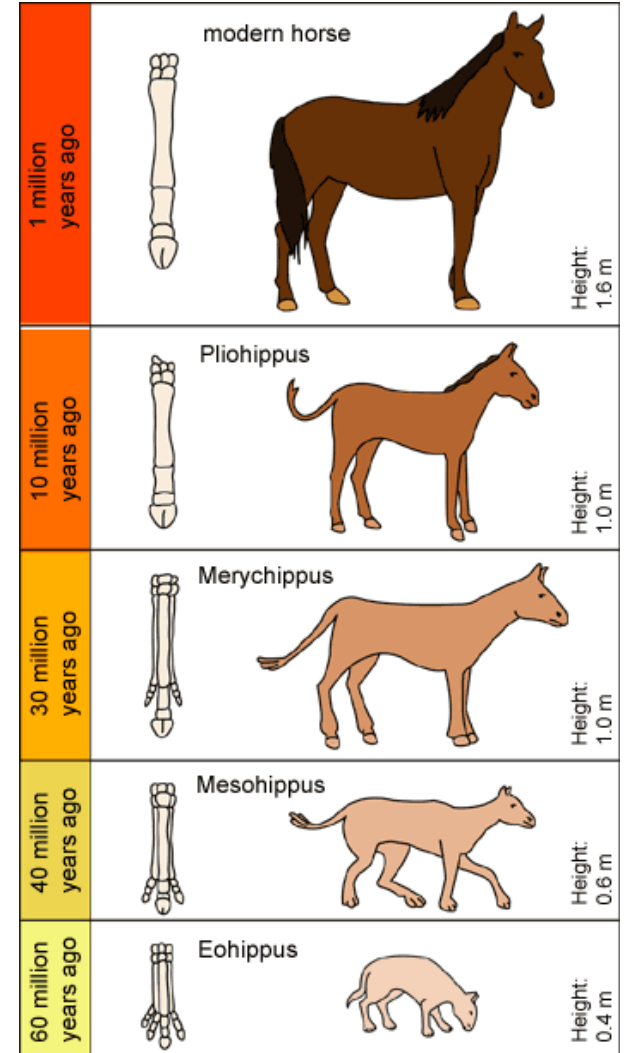 modern horse
1 million
years ago
Height:
1.6 m
Pliohippus
10 million
years ago
Height:
1.0 m
Merychippus
30 million
years ago
Height:
1.0 m
Mesohippus
40 million
years ago
Height:
0.6 m
Eohippus
60 million
years ago
Height:
0.4 m